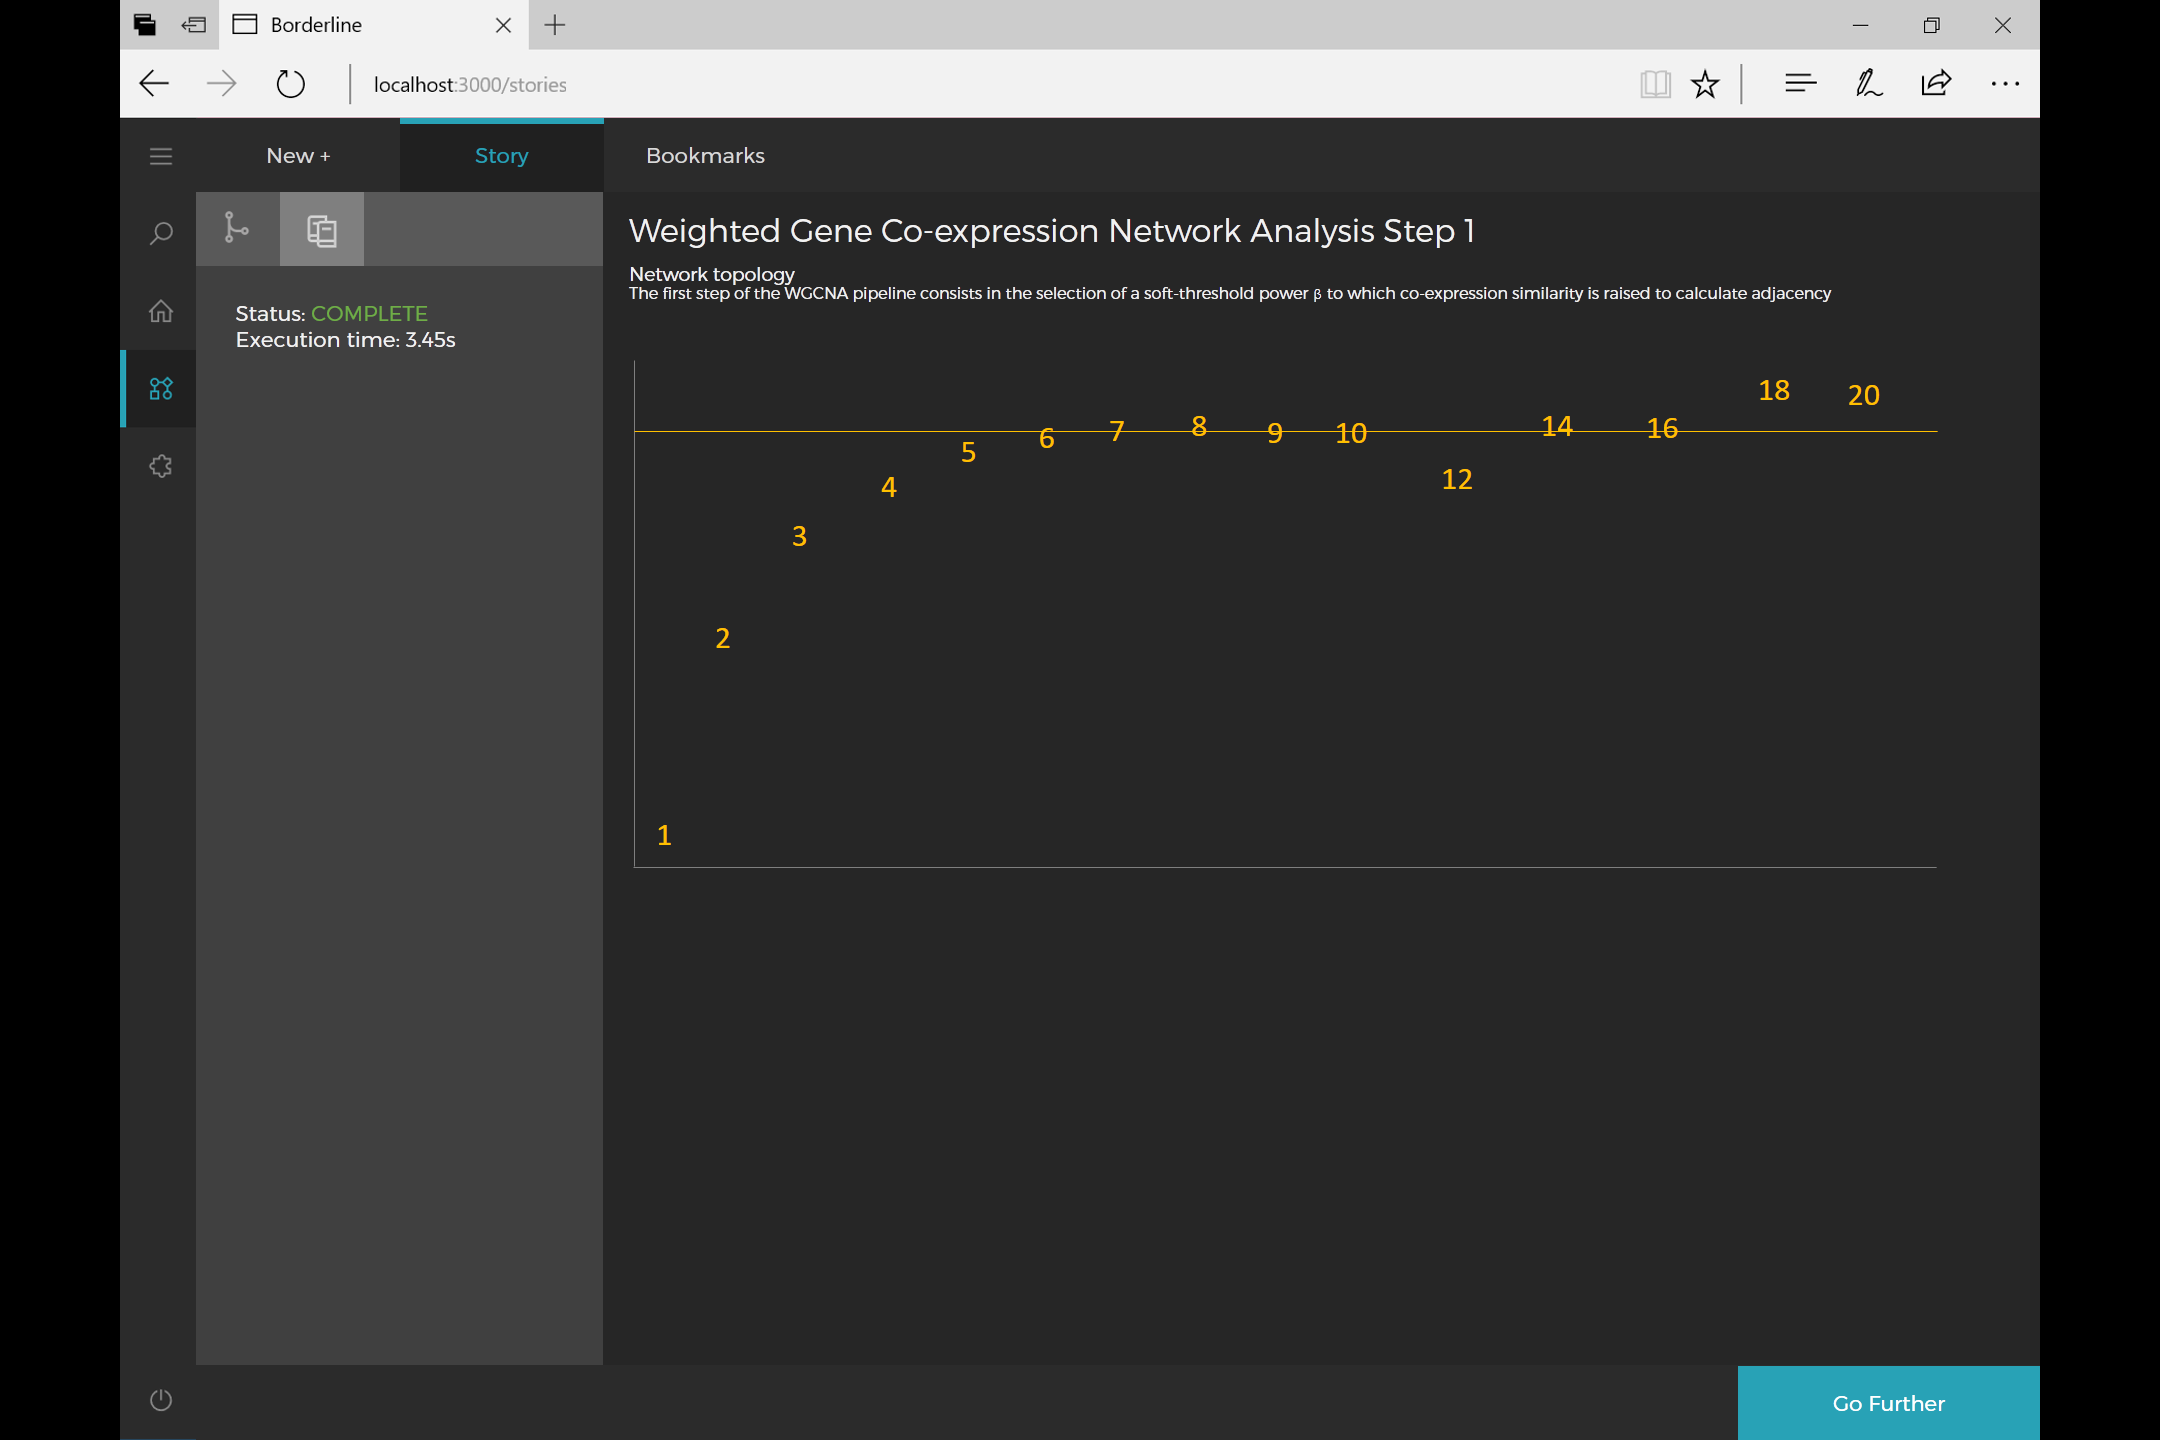 Borderline
localhost:3000/stories
New +
Story
Bookmarks
Weighted Gene Co-expression Network Analysis Step 1
Network topology
The first step of the WGCNA pipeline consists in the selection of a soft-threshold power β to which co-expression similarity is raised to calculate adjacency
Status: COMPLETE
Execution time: 3.45s
1
2
3
4
5
6
7
8
9
10
12
14
16
18
20
Go Further